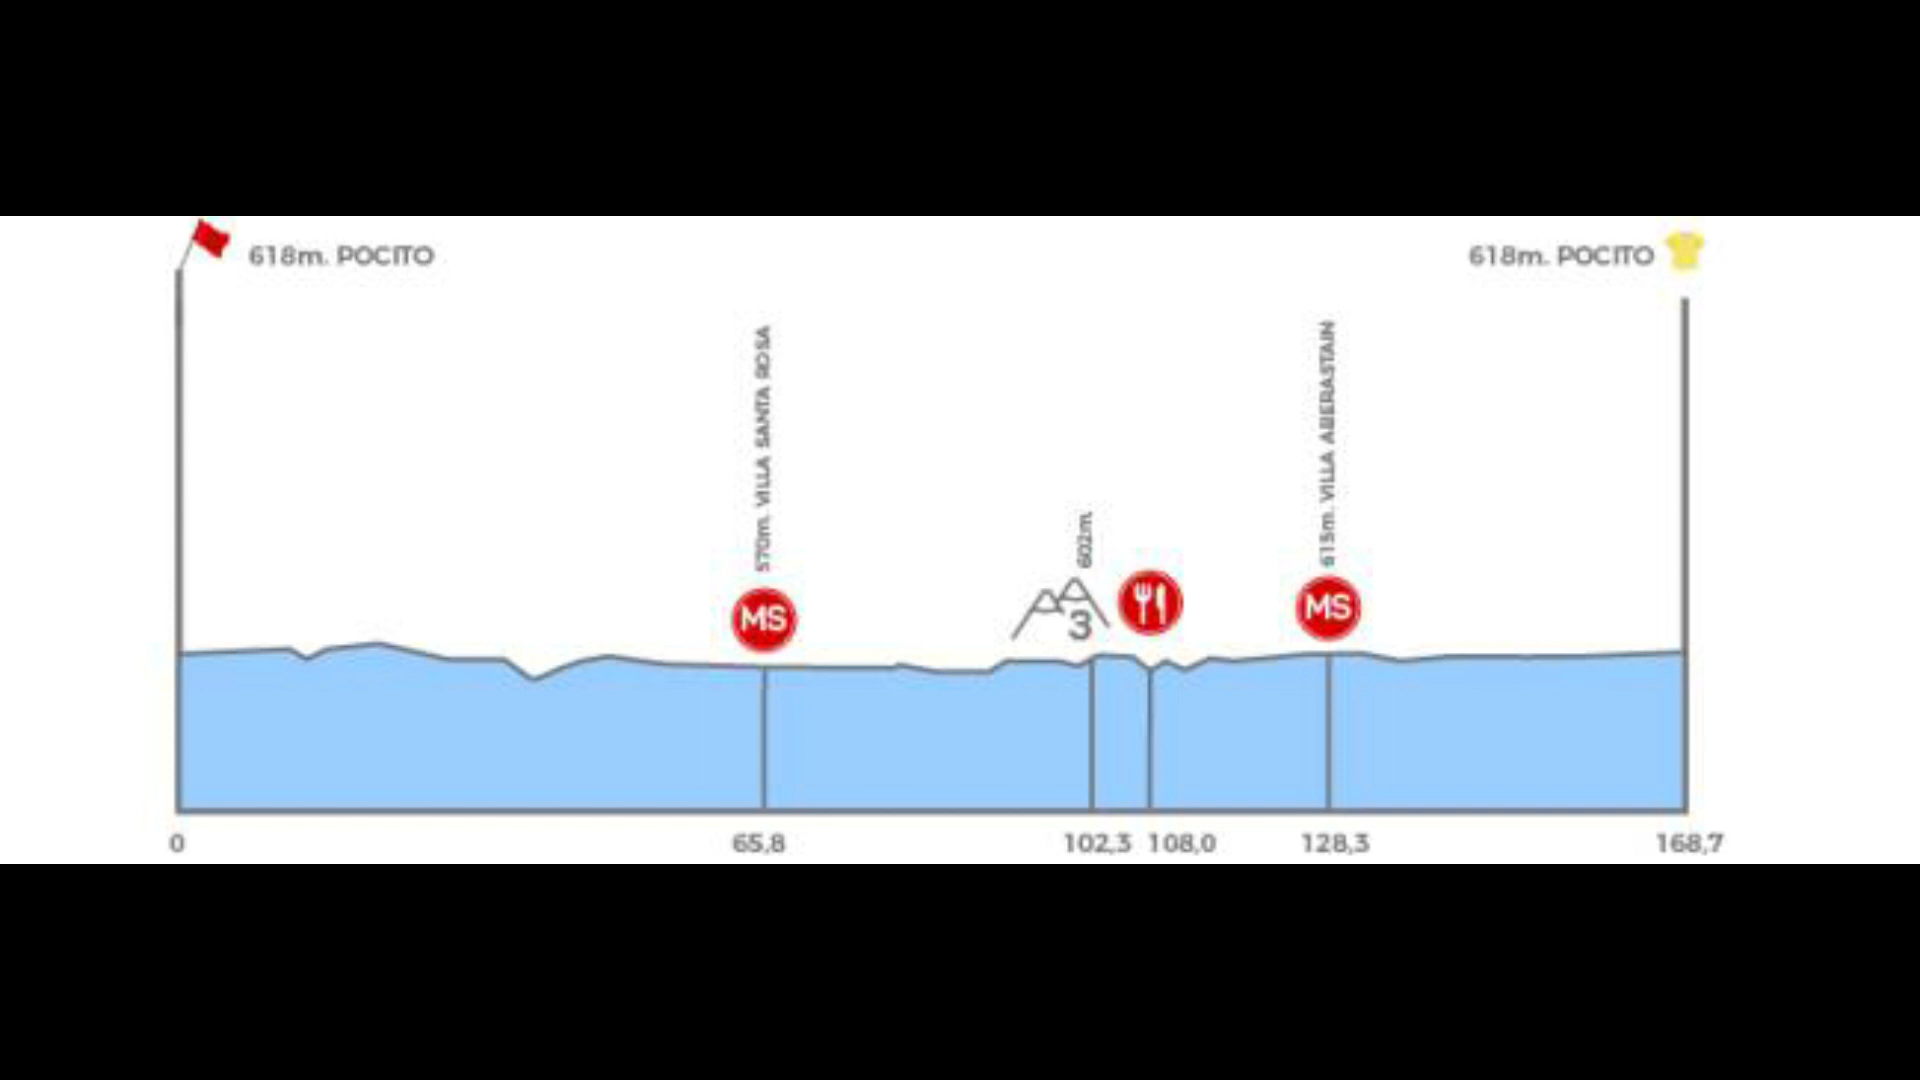 618m. POCITO
618m. POCITO
570m. VILLA SANTA ROSA
602m.
615m. VILLA ABERASTAIN
MS
3
MS
0
65,8
102,3
108,0
128,3
168,7